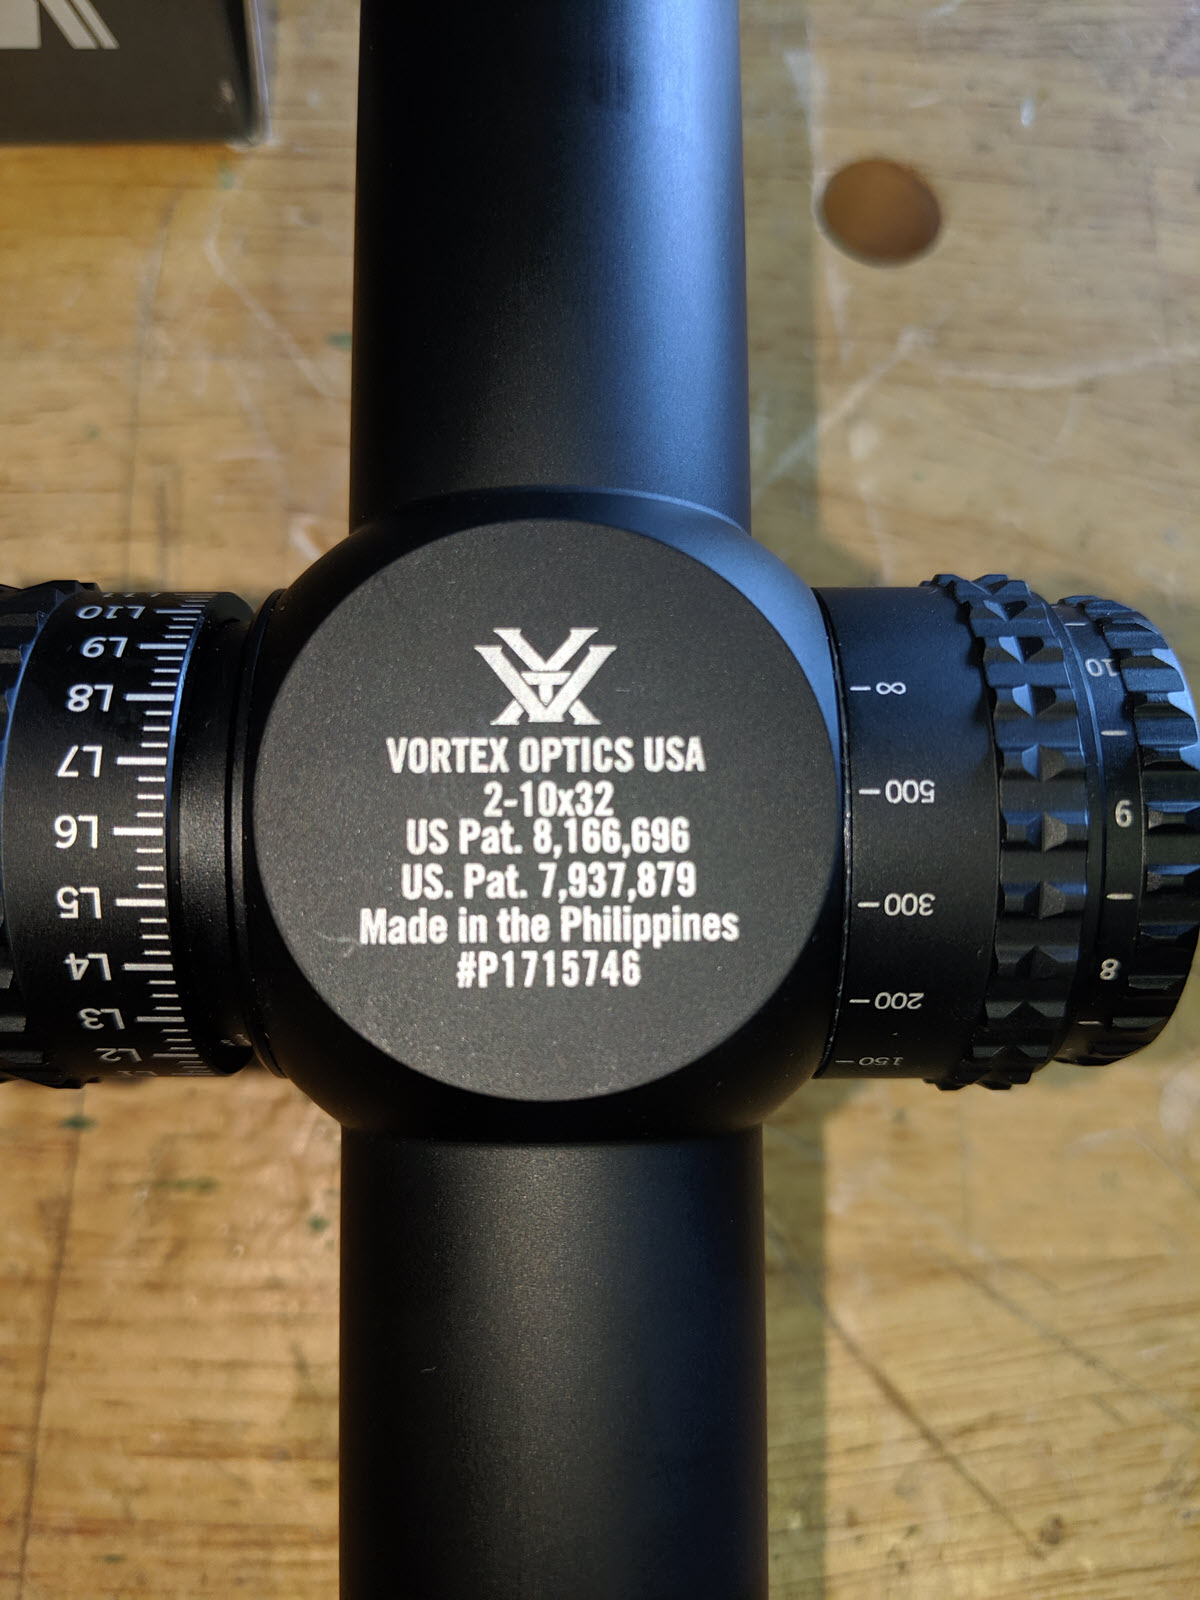 VORTEX OPTICS USA
2-10x32
US Pat. 8,166,696
US. Pat. 7,937,879
Made in the Philippines
#P1715746
L10
L9
L8
L7
L6
L5
L4
L3
L2
L1
∞
500
300
200
150
10
9
8